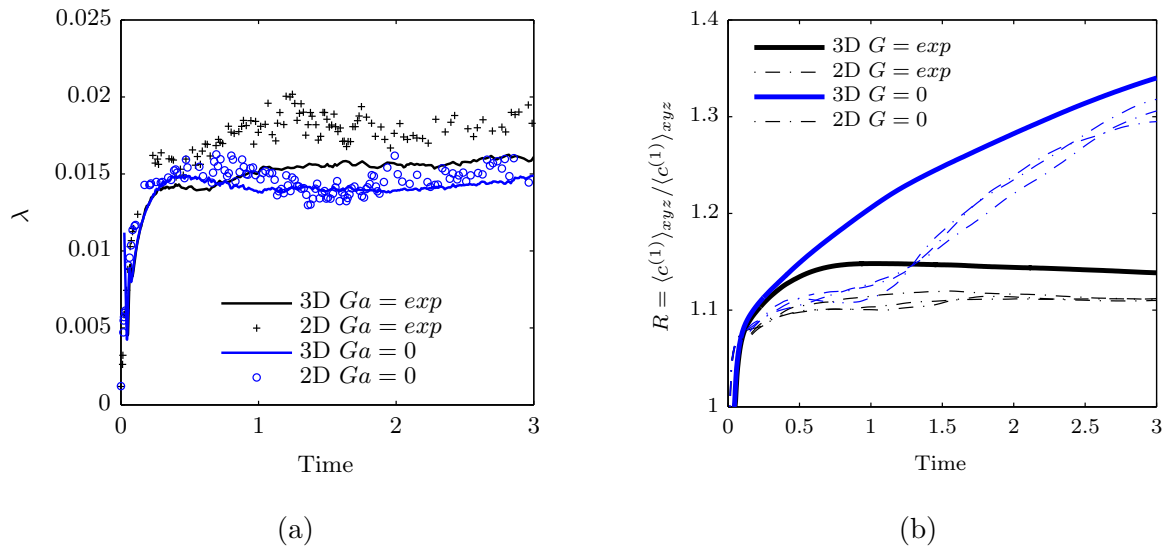 0.025
0.02
0.015
0.01
0.005
0
λ
0 1 2 3
Time
3D Ga = exp
2D Ga = exp
3D Ga = 0
2D Ga = 0
(a)
1.4
1.3
1.2
1.1
1
R = ⟨c^{(1)}⟩_{xyz}/⟨c^{(1)}⟩_{xyz}
0 0.5 1 1.5 2 2.5 3
Time
3D G = exp
2D G = exp
3D G = 0
2D G = 0
(b)